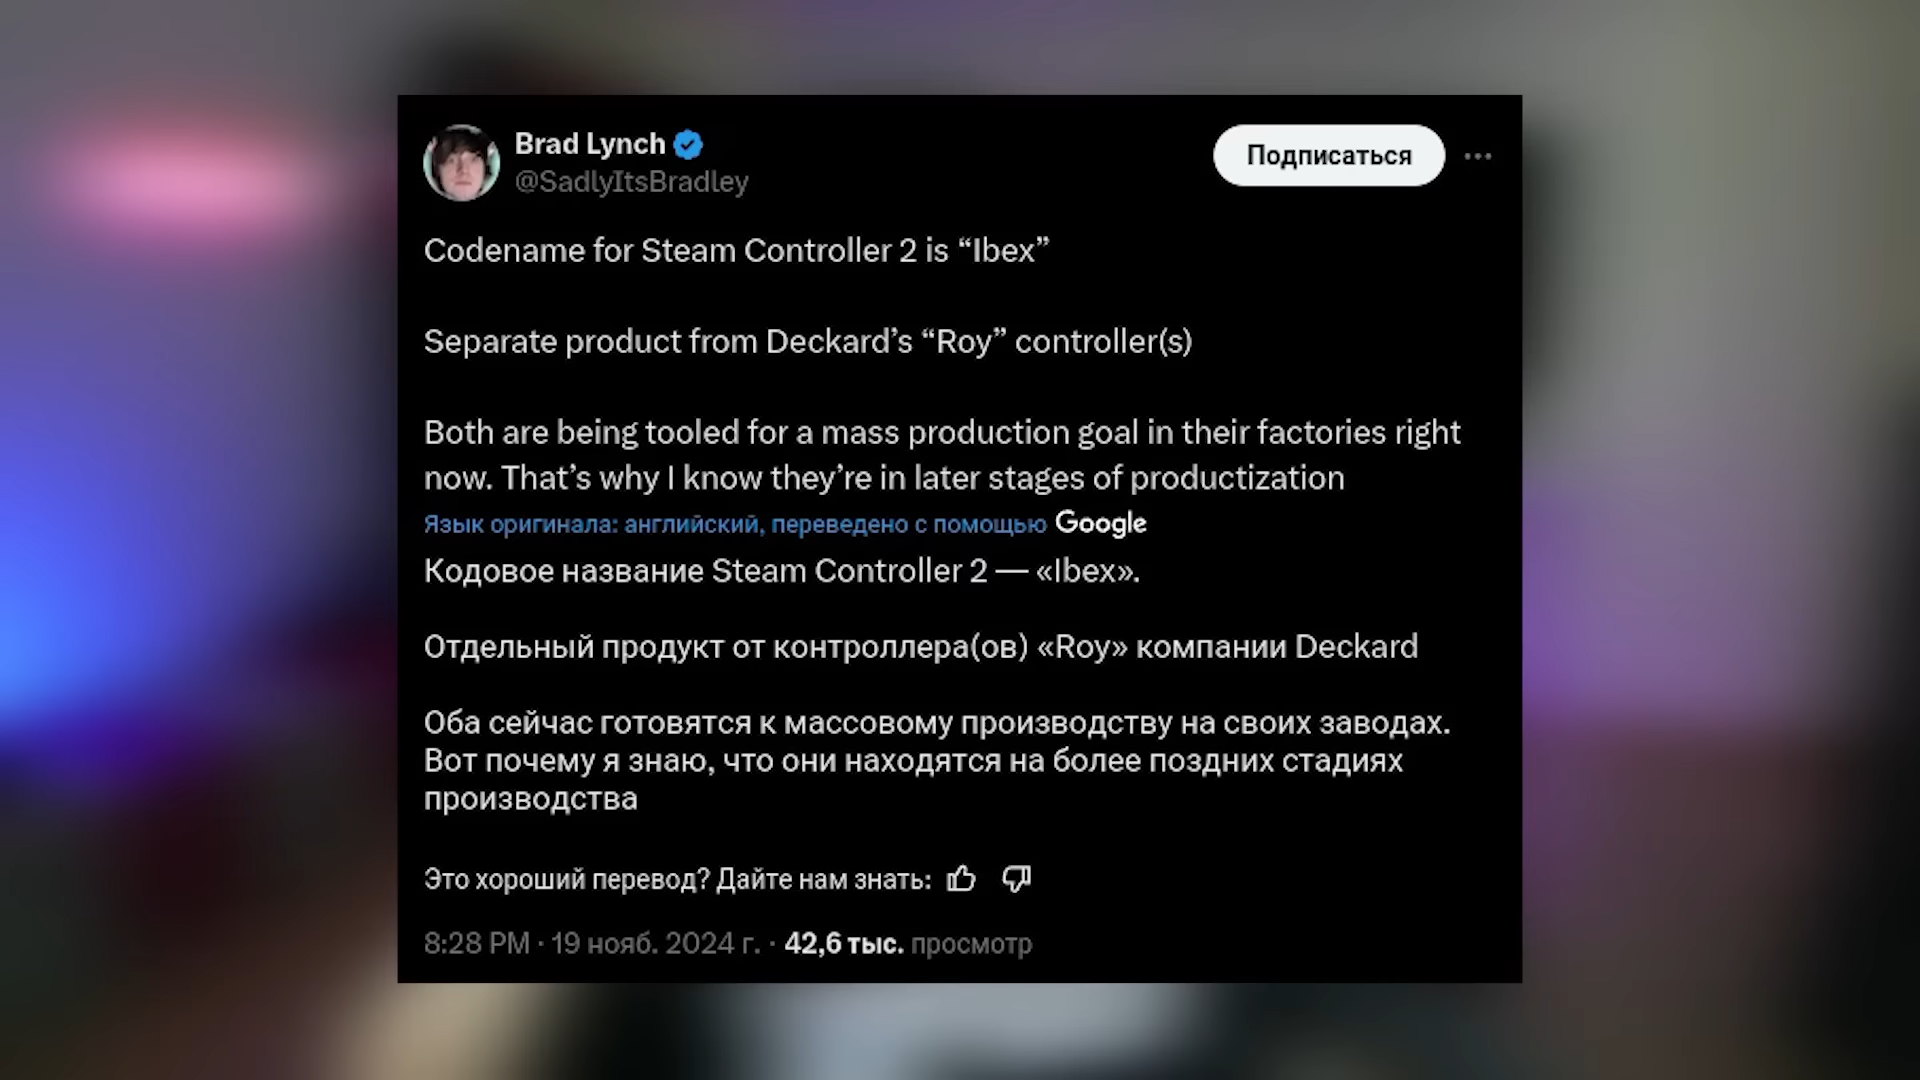 Brad Lynch
@SadlyItsBradley
Подписаться
Codename for Steam Controller 2 is “Ibex”
Separate product from Deckard’s “Roy” controller(s)
Both are being tooled for a mass production goal in their factories right
now. That’s why I know they’re in later stages of productization
Язык оригинала: английский, переведено с помощью Google
Кодовое название Steam Controller 2 — «Ibex».
Отдельный продукт от контроллера(ов) «Roy» компании Deckard
Оба сейчас готовятся к массовому производству на своих заводах.
Вот почему я знаю, что они находятся на более поздних стадиях
производства
Это хороший перевод? Дайте нам знать:
8:28 PM · 19 нояб. 2024 г. · 42,6 тыс. просмотр